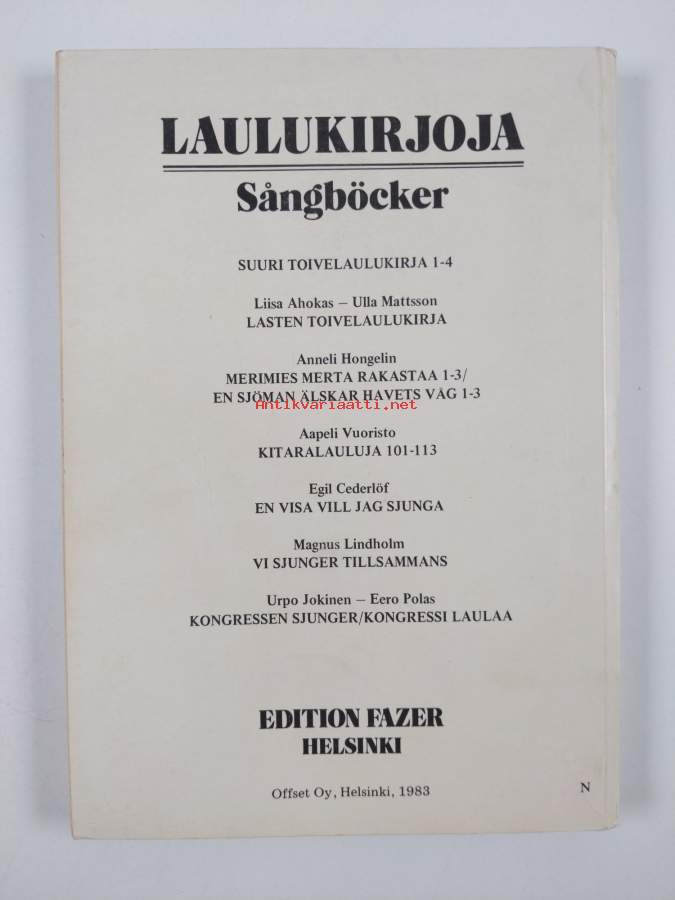 LAULUKIRJOJA
Sångböcker
SUURI TOIVELAULUKIRJA 1-4
Liisa Ahokas – Ulla Mattsson
LASTEN TOIVELAULUKIRJA
Anneli Hongelin
MERIMIES MERTA RAKASTAA 1-3/
EN SJÖMAN ÄLSKAR HAVETS VÅG 1-3
Antikvariaatti.net
Aapeli Vuoristo
KITARALAULUJA 101-113
Egil Cederlöf
EN VISA VILL JAG SJUNGA
Magnus Lindholm
VI SJUNGER TILLSAMMANS
Urpo Jokinen – Eero Polas
KONGRESSEN SJUNGER/KONGRESSI LAULAA
EDITION FAZER
HELSINKI
Offset Oy, Helsinki, 1983
N